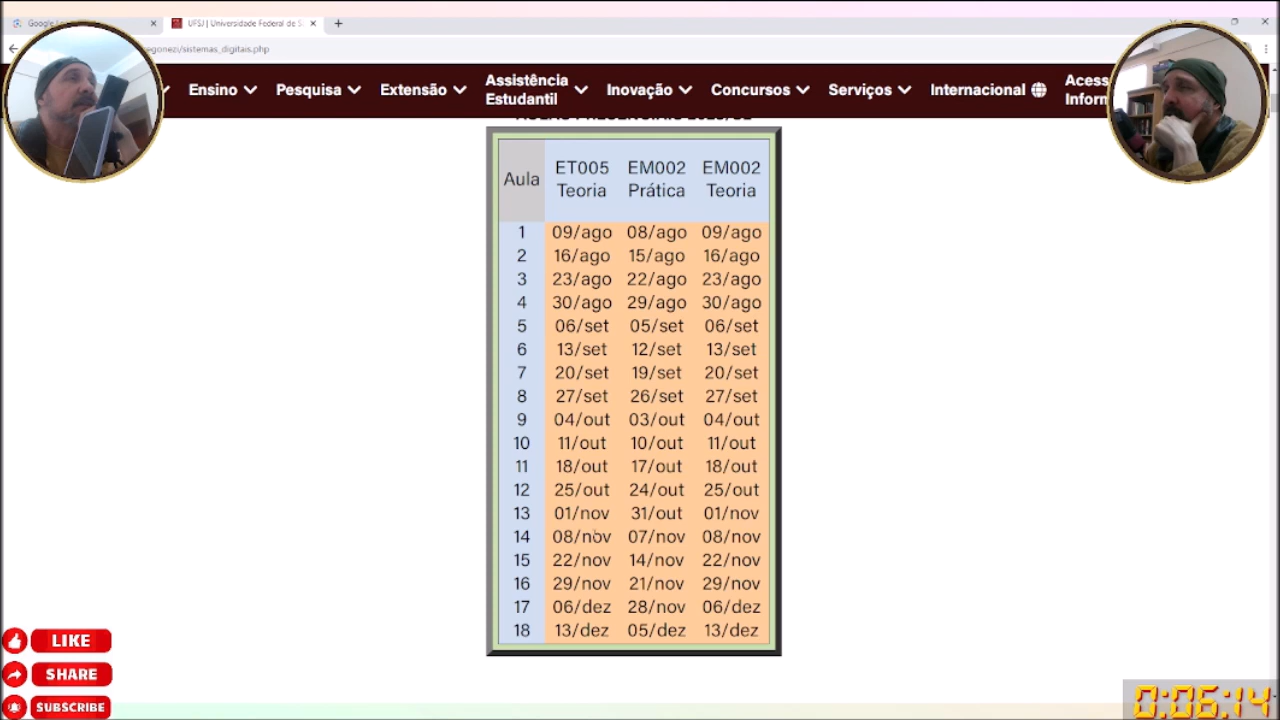 UFSJ | Universidade Federal de S
egonezi/sistemas_digitais.php
Ensino Pesquisa Extensão Assistência Estudantil Inovação Concursos Serviços Internacional
Aula ET005 Teoria EM002 Prática EM002 Teoria
1 09/ago 08/ago 09/ago
2 16/ago 15/ago 16/ago
3 23/ago 22/ago 23/ago
4 30/ago 29/ago 30/ago
5 06/set 05/set 06/set
6 13/set 12/set 13/set
7 20/set 19/set 20/set
8 27/set 26/set 27/set
9 04/out 03/out 04/out
10 11/out 10/out 11/out
11 18/out 17/out 18/out
12 25/out 24/out 25/out
13 01/nov 31/out 01/nov
14 08/nov 07/nov 08/nov
15 22/nov 14/nov 22/nov
16 29/nov 21/nov 29/nov
17 06/dez 28/nov 06/dez
18 13/dez 05/dez 13/dez
LIKE
SHARE
SUBSCRIBE
0:06:14